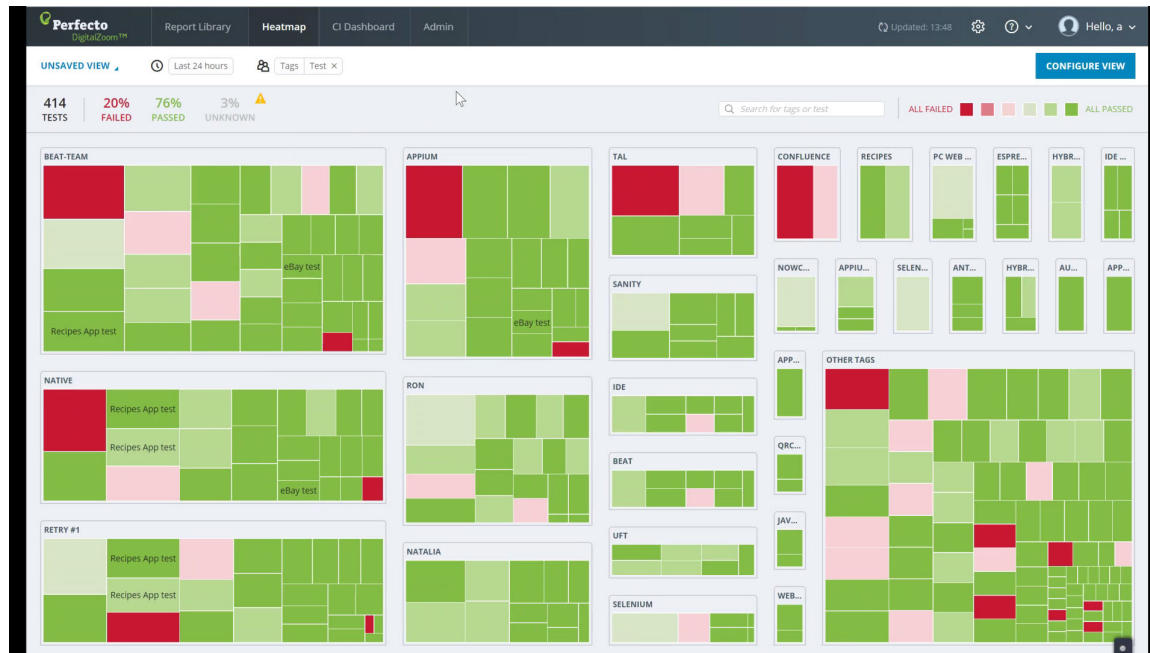 Perfecto
DigitalZoom™
Report Library
Heatmap
CI Dashboard
Admin
Updated: 13:48
Hello, a
UNSAVED VIEW
Last 24 hours
Tags
Test ×
CONFIGURE VIEW
414
TESTS
20%
FAILED
76%
PASSED
3%
UNKNOWN
Search for tags or test
ALL FAILED
ALL PASSED
BEAT-TEAM
eBay test
Recipes App test
APPIUM
eBay test
TAL
CONFLUENCE
RECIPES
PC WEB ...
ESPRE...
HYBR...
IDE ...
SANITY
NOWC...
APPIU...
SELEN...
ANT...
HYBR...
AU...
APP...
NATIVE
Recipes App test
Recipes App test
eBay test
RON
IDE
APP...
OTHER TAGS
BEAT
QRC...
RETRY #1
Recipes App test
Recipes App test
NATALIA
UFT
JAV...
SELENIUM
WEB...